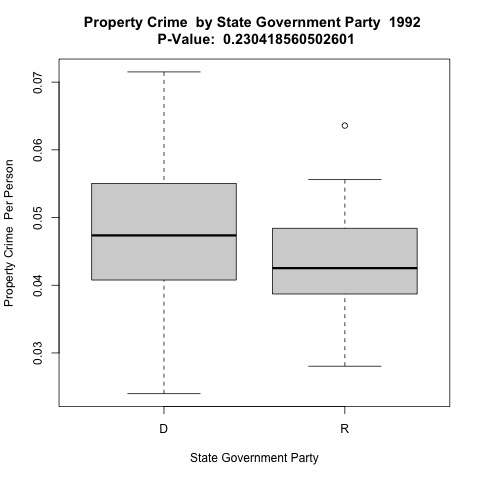 Property Crime  by State Government Party  1992
P-Value:  0.230418560502601
Property Crime  Per Person
0.07
0.06
0.05
0.04
0.03
D
R
State Government Party